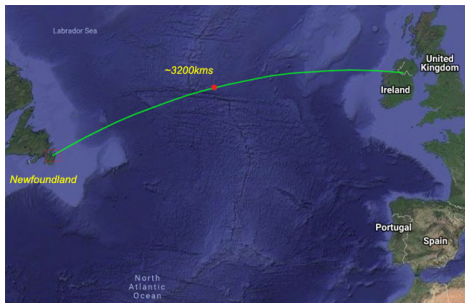 Labrador Sea
~3200kms
United
Kingdom
Ireland
Newfoundland
Portugal
Spain
North
Atlantic
Ocean